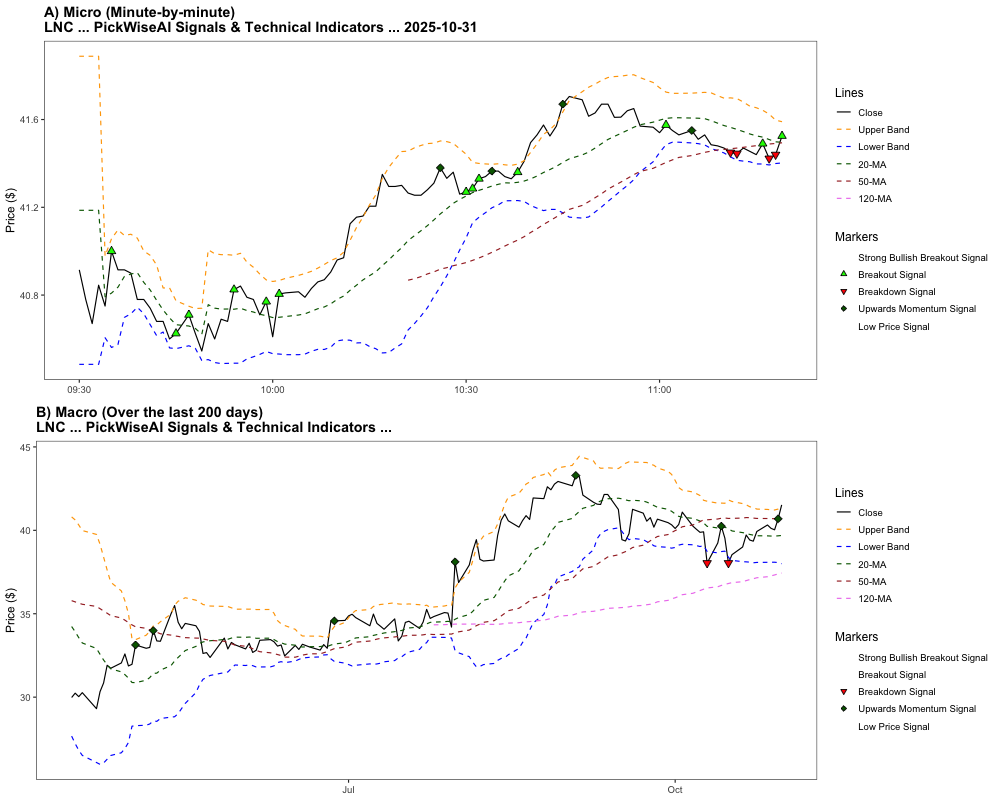 A) Micro (Minute-by-minute)
LNC ... PickWiseAI Signals & Technical Indicators ... 2025-10-31
Price ($)
41.6
41.2
40.8
09:30
10:00
10:30
11:00
Lines
Close
Upper Band
Lower Band
20-MA
50-MA
120-MA
Markers
Strong Bullish Breakout Signal
Breakout Signal
Breakdown Signal
Upwards Momentum Signal
Low Price Signal
B) Macro (Over the last 200 days)
LNC ... PickWiseAI Signals & Technical Indicators ...
Price ($)
45
40
35
30
Jul
Oct
Lines
Close
Upper Band
Lower Band
20-MA
50-MA
120-MA
Markers
Strong Bullish Breakout Signal
Breakout Signal
Breakdown Signal
Upwards Momentum Signal
Low Price Signal